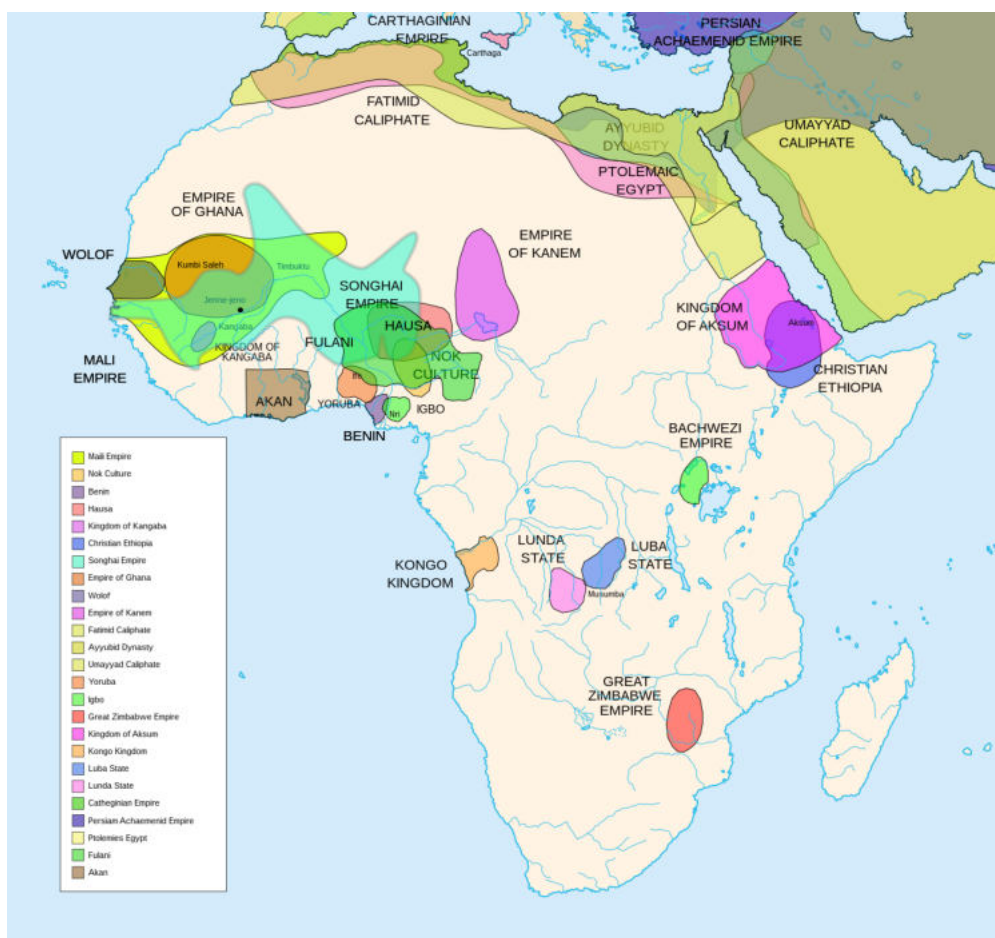 CARTHAGINIAN
EMPIRE
Carthaga
PERSIAN
ACHAEMENID EMPIRE
FATIMID
CALIPHATE
AYYUBID
DYNASTY
UMAYYAD
CALIPHATE
PTOLEMAIC
EGYPT
EMPIRE
OF GHANA
WOLOF
Kumbi Saleh
Timbuktu
EMPIRE
OF KANEM
SONGHAI
EMPIRE
Jenne-jeno
KINGDOM
OF AKSUM
Aksum
Kangaba
HAUSA
FULANI
KINGDOM OF
KANGABA
MALI
EMPIRE
NOK
CULTURE
CHRISTIAN
ETHIOPIA
AKAN
YORUBA
Nri
IGBO
BENIN
BACHWEZI
EMPIRE
LUNDA
STATE
LUBA
STATE
KONGO
KINGDOM
Musumba
GREAT
ZIMBABWE
EMPIRE
Maili Empire
Nok Culture
Benin
Hausa
Kingdom of Kangaba
Christian Ethiopia
Songhai Empire
Empire of Ghana
Wolof
Empire of Kanem
Fatimid Caliphate
Ayyubid Dynasty
Umayyad Caliphate
Yoruba
Igbo
Great Zimbabwe Empire
Kingdom of Aksum
Kongo Kingdom
Luba State
Lunda State
Catheginian Empire
Persiam Achaemenid Empire
Ptolemies Egypt
Fulani
Akan